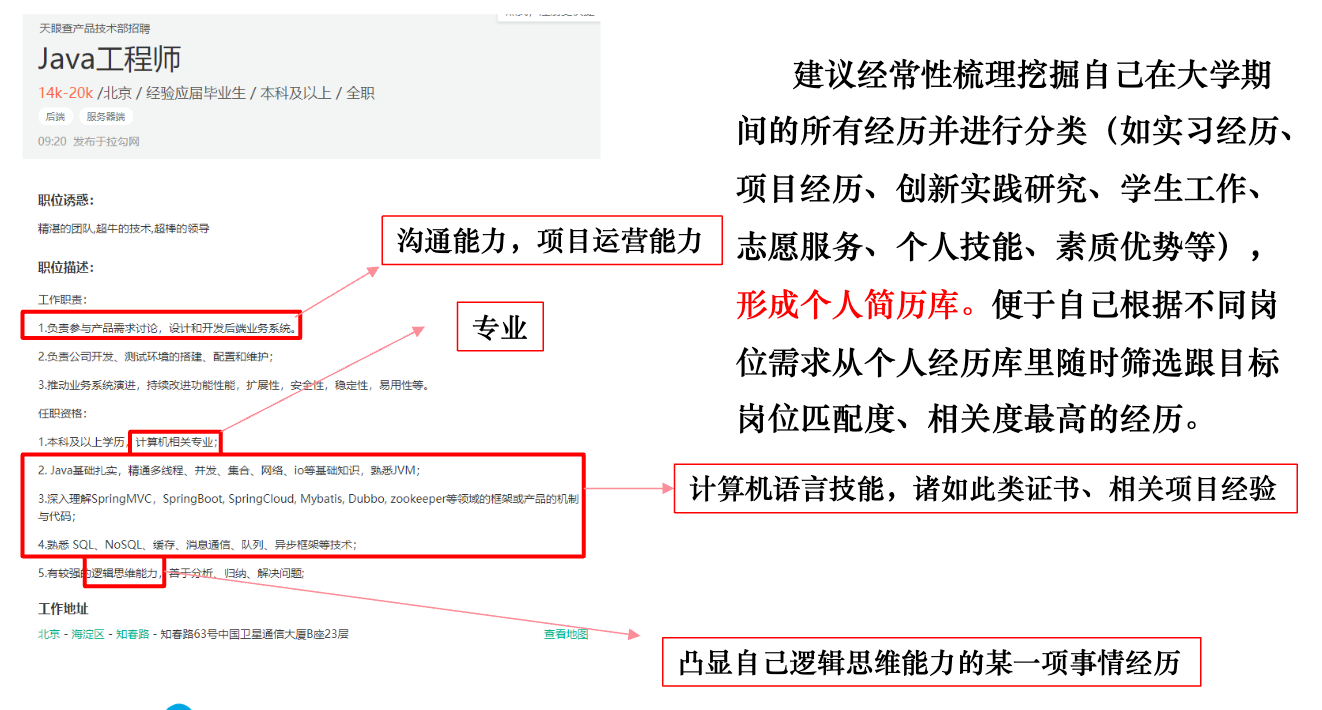 天眼查产品技术部招聘
Java工程师
14k-20k /北京 / 经验应届毕业生 / 本科及以上 / 全职
后端 服务器端
09:20 发布于拉勾网
职位诱惑：
精湛的团队,超牛的技术,超棒的领导
职位描述：
工作职责：
1.负责参与产品需求讨论，设计和开发后端业务系统。
2.负责公司开发、测试环境的搭建、配置和维护；
3.推动业务系统演进，持续改进功能性能，扩展性，安全性，稳定性，易用性等。
任职资格：
1.本科及以上学历，计算机相关专业；
2. Java基础扎实，精通多线程、并发、集合、网络、io等基础知识，熟悉JVM；
3.深入理解SpringMVC，SpringBoot, SpringCloud, Mybatis, Dubbo, zookeeper等领域的框架或产品的机制
与代码；
4.熟悉 SQL、NoSQL、缓存、消息通信、队列、异步框架等技术；
5.有较强的逻辑思维能力，善于分析、归纳、解决问题;
工作地址
北京 - 海淀区 - 知春路 - 知春路63号中国卫星通信大厦B座23层
查看地图
沟通能力，项目运营能力
专业
建议经常性梳理挖掘自己在大学期
间的所有经历并进行分类（如实习经历、
项目经历、创新实践研究、学生工作、
志愿服务、个人技能、素质优势等），
形成个人简历库。便于自己根据不同岗
位需求从个人经历库里随时筛选跟目标
岗位匹配度、相关度最高的经历。
计算机语言技能，诸如此类证书、相关项目经验
凸显自己逻辑思维能力的某一项事情经历